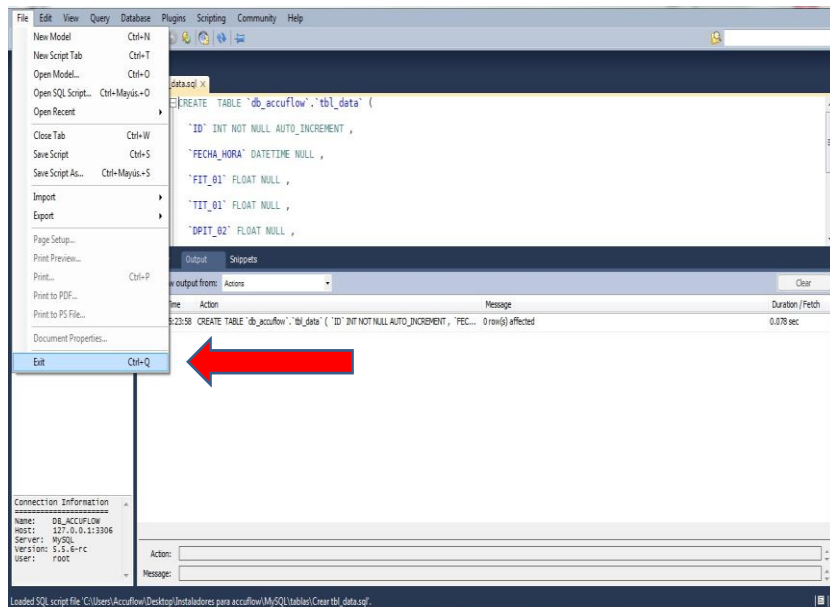 File Edit View Query Database Plugins Scripting Community Help
New Model Ctrl+N
New Script Tab Ctrl+T
Open Model... Ctrl+O
Open SQL Script... Ctrl+Mayús.+O
Open Recent
Close Tab Ctrl+W
Save Script Ctrl+S
Save Script As... Ctrl+Mayús.+S
Import
Export
Page Setup...
Print Preview...
Print... Ctrl+P
Print to PDF...
Print to PS File...
Document Properties...
Exit Ctrl+Q
_data.sql ×
CREATE TABLE `db_accuflow`.`tbl_data` (
`ID` INT NOT NULL AUTO_INCREMENT ,
`FECHA_HORA` DATETIME NULL ,
`FIT_01` FLOAT NULL ,
`TIT_01` FLOAT NULL ,
`DPIT_02` FLOAT NULL ,
Output Snippets
output from: Actions Clear
Action Message Duration / Fetch
5:23:58 CREATE TABLE `db_accuflow`.`tbl_data` ( `ID` INT NOT NULL AUTO_INCREMENT , `FEC... 0 row(s) affected 0.078 sec
Connection Information
======================
Name: DB_ACCUFLOW
Host: 127.0.0.1:3306
Server: MySQL
Version: 5.5.6-rc
User: root
Action:
Message:
Loaded SQL script file 'C:\Users\Accuflow\Desktop\Instaladores para accuflow\MySQL\tablas\Crear tbl_data.sql'.